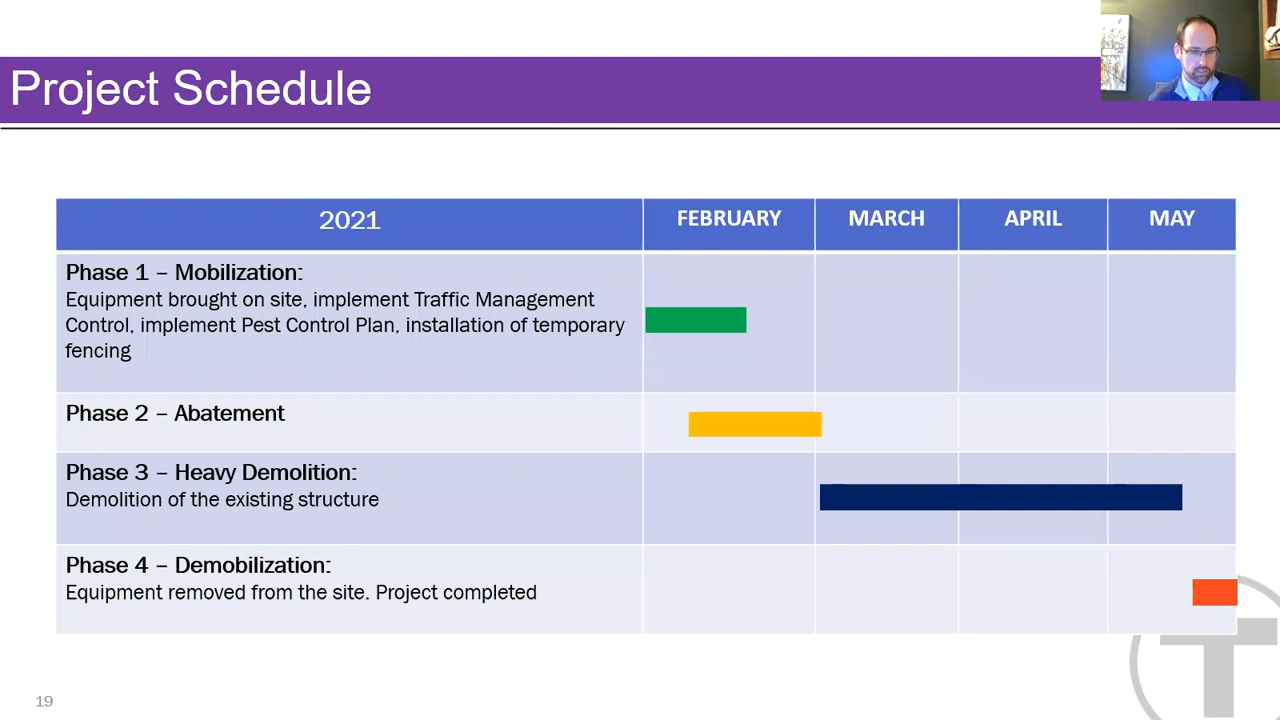 Project Schedule
2021 FEBRUARY MARCH APRIL MAY
Phase 1 – Mobilization:
Equipment brought on site, implement Traffic Management
Control, implement Pest Control Plan, installation of temporary
fencing
Phase 2 – Abatement
Phase 3 – Heavy Demolition:
Demolition of the existing structure
Phase 4 – Demobilization:
Equipment removed from the site. Project completed
T
19